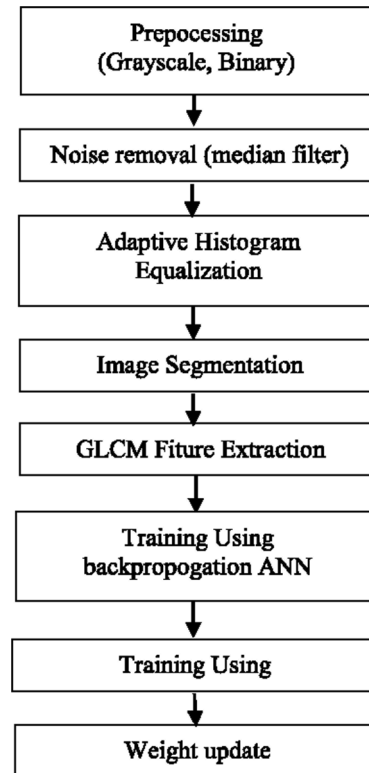 Prepocessing
(Grayscale, Binary)
Noise removal (median filter)
Adaptive Histogram
Equalization
Image Segmentation
GLCM Fiture Extraction
Training Using
backpropogation ANN
Training Using
Weight update